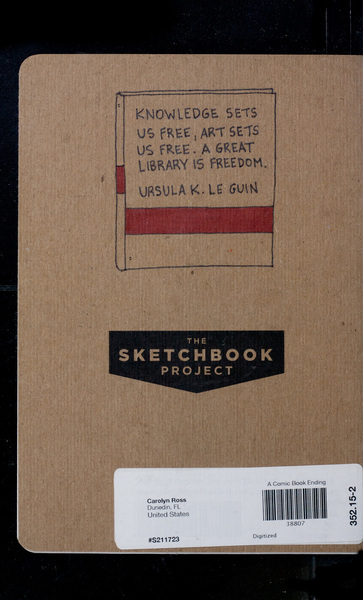 KNOWLEDGE SETS
US FREE, ART SETS
US FREE. A GREAT
LIBRARY IS FREEDOM.
URSULA K. LE GUIN
THE
SKETCHBOOK
PROJECT
A Comic Book Ending
Carolyn Ross
Dunedin, FL
United States
18807
#S211723
Digitized
352.15-2